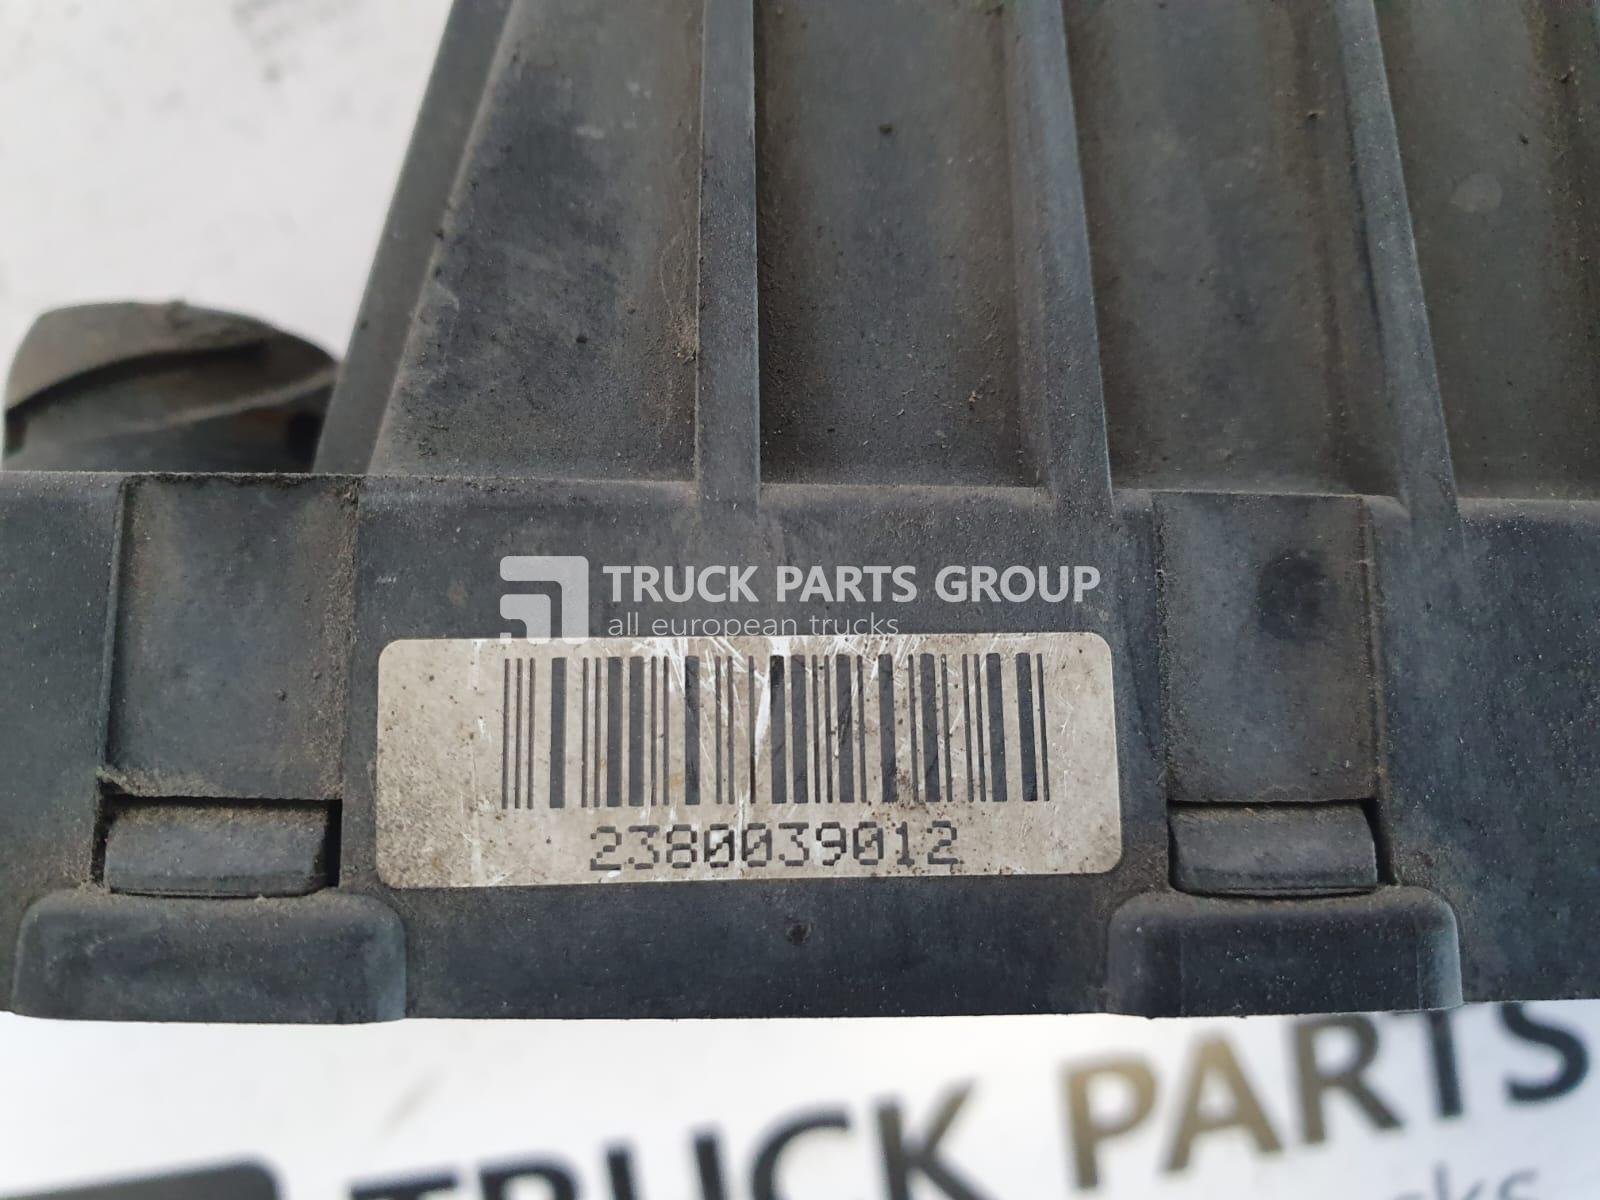 TRUCK PARTS GROUP
all european trucks
2380039012
TRUCK PARTS